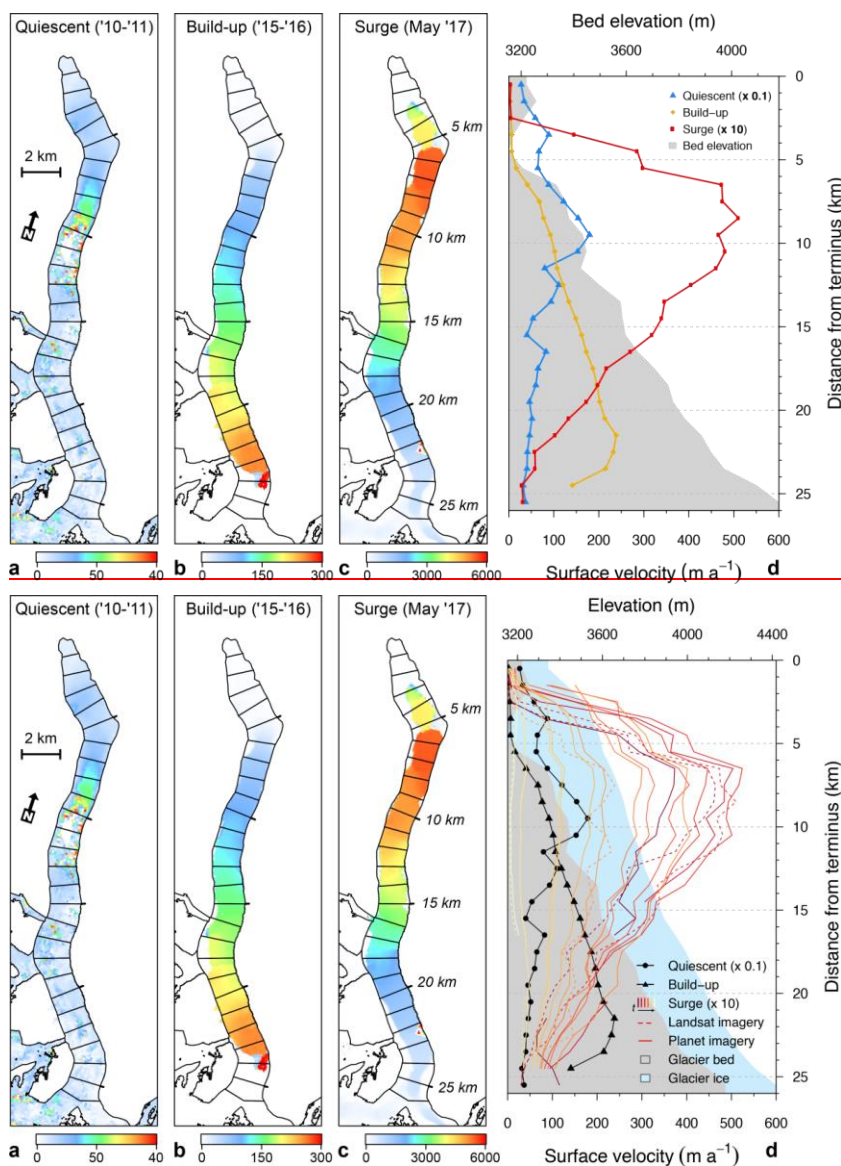 Quiescent ('10-'11)
Build-up ('15-'16)
Surge (May '17)
Bed elevation (m)
3200 3600 4000
2 km
N
5 km
10 km
15 km
20 km
25 km
Quiescent (x 0.1)
Build-up
Surge (x 10)
Bed elevation
0
5
10
15
20
25
Distance from terminus (km)
0 100 200 300 400 500 600
Surface velocity (m a⁻¹)
a 0 50 40
b 0 150 300
c 0 3000 6000
d
Quiescent ('10-'11)
Build-up ('15-'16)
Surge (May '17)
Elevation (m)
3200 3600 4000 4400
2 km
N
5 km
10 km
15 km
20 km
25 km
0
5
10
15
20
25
Distance from terminus (km)
Quiescent (x 0.1)
Build-up
t
Surge (x 10)
Landsat imagery
Planet imagery
Glacier bed
Glacier ice
0 100 200 300 400 500 600
Surface velocity (m a⁻¹)
a 0 50 40
b 0 150 300
c 0 3000 6000
d